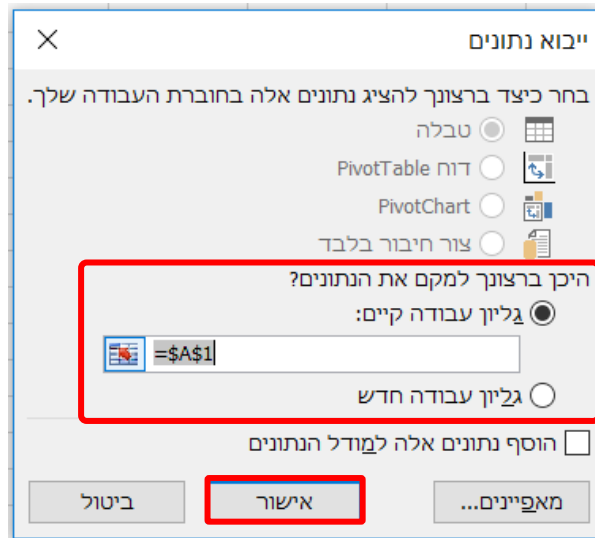 ייבוא נתונים
בחר כיצד ברצונך להציג נתונים אלה בחוברת העבודה שלך.
טבלה
דוח PivotTable
PivotChart
צור חיבור בלבד
היכן ברצונך למקם את הנתונים?
גליון עבודה קיים:
=$A$1
גליון עבודה חדש
הוסף נתונים אלה למודל הנתונים
מאפיינים... אישור ביטול